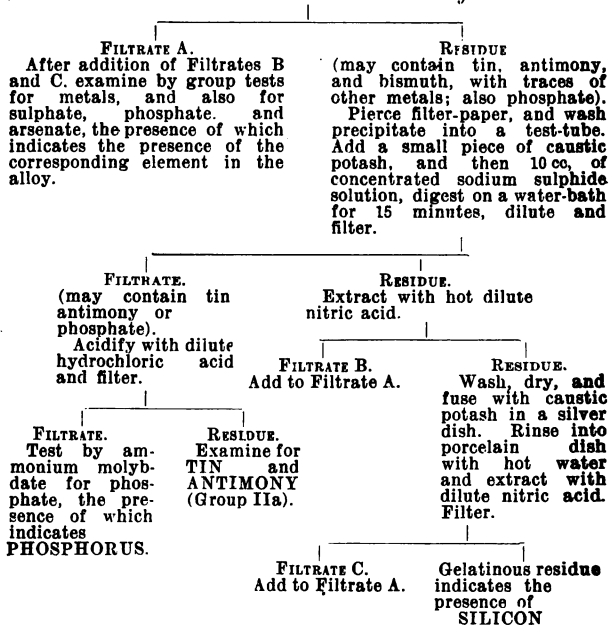 FILTRATE A.
After addition of Filtrates B
and C. examine by group tests
for metals, and also for
sulphate, phosphate. and
arsenate, the presence of which
indicates the presence of the
corresponding element in the
alloy.
RESIDUE
(may contain tin, antimony,
and bismuth, with traces of
other metals; also phosphate).
Pierce filter-paper, and wash
precipitate into a test-tube.
Add a small piece of caustic
potash, and then 10 cc, of
concentrated sodium sulphide
solution, digest on a water-bath
for 15 minutes, dilute and
filter.
FILTRATE.
(may contain tin
antimony or
phosphate).
Acidify with dilute
hydrochloric acid
and filter.
RESIDUE.
Extract with hot dilute
nitric acid.
FILTRATE B.
Add to Filtrate A.
RESIDUE.
Wash, dry, and
fuse with caustic
potash in a silver
dish. Rinse into
porcelain dish
with hot water
and extract with
dilute nitric acid.
Filter.
FILTRATE.
Test by am-
monium molyb-
date for phos-
phate, the pre-
sence of which
indicates
PHOSPHORUS.
RESIDUE.
Examine for
TIN and
ANTIMONY
(Group IIa).
FILTRATE C.
Add to Filtrate A.
Gelatinous residue
indicates the
presence of
SILICON